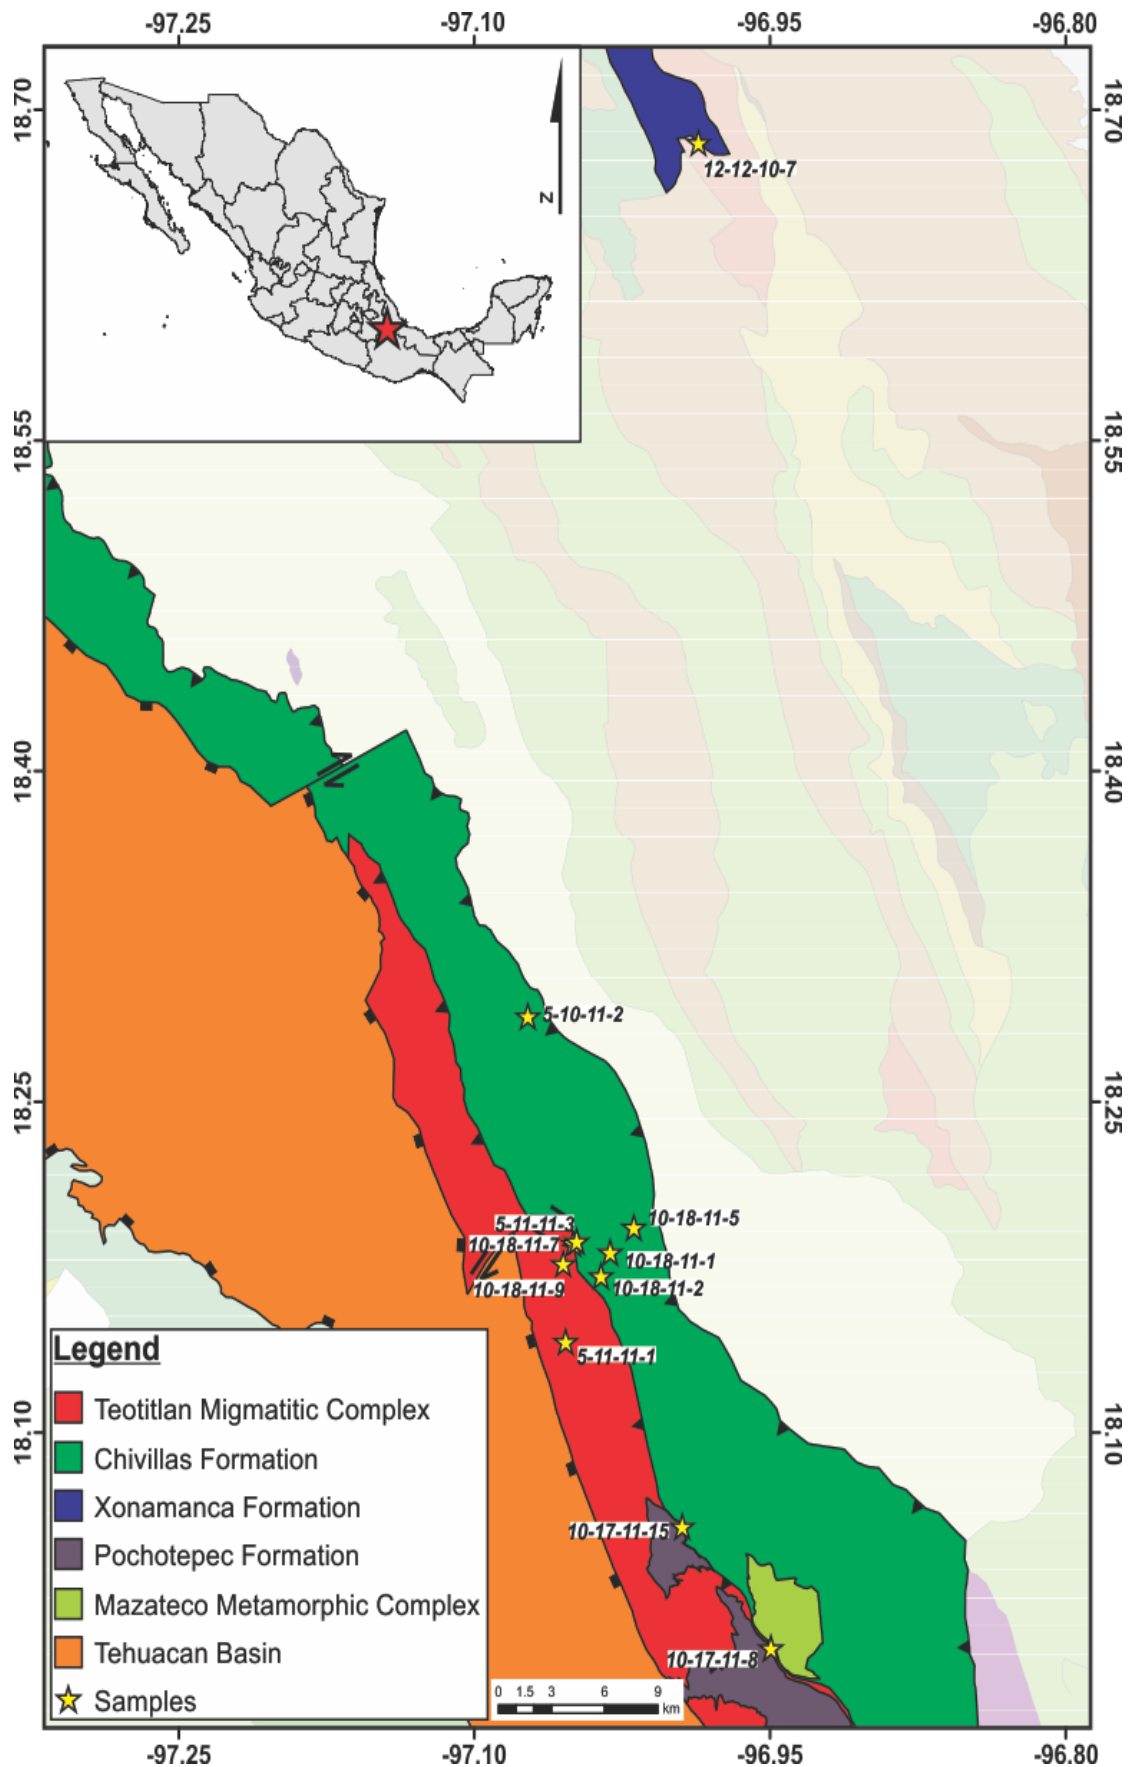 -97.25 -97.10 -96.95 -96.80
18.70 18.70
N
12-12-10-7
18.55 18.55
18.40 18.40
5-10-11-2
18.25 18.25
5-11-11-3
10-18-11-5
10-18-11-7
10-18-11-1
10-18-11-9
10-18-11-2
5-11-11-1
18.10 18.10
Legend
Teotitlan Migmatitic Complex
Chivillas Formation
Xonamanca Formation
Pochotepec Formation
Mazateco Metamorphic Complex
Tehuacan Basin
Samples
10-17-11-15
10-17-11-8
0 1.5 3 6 9
km
-97.25 -97.10 -96.95 -96.80